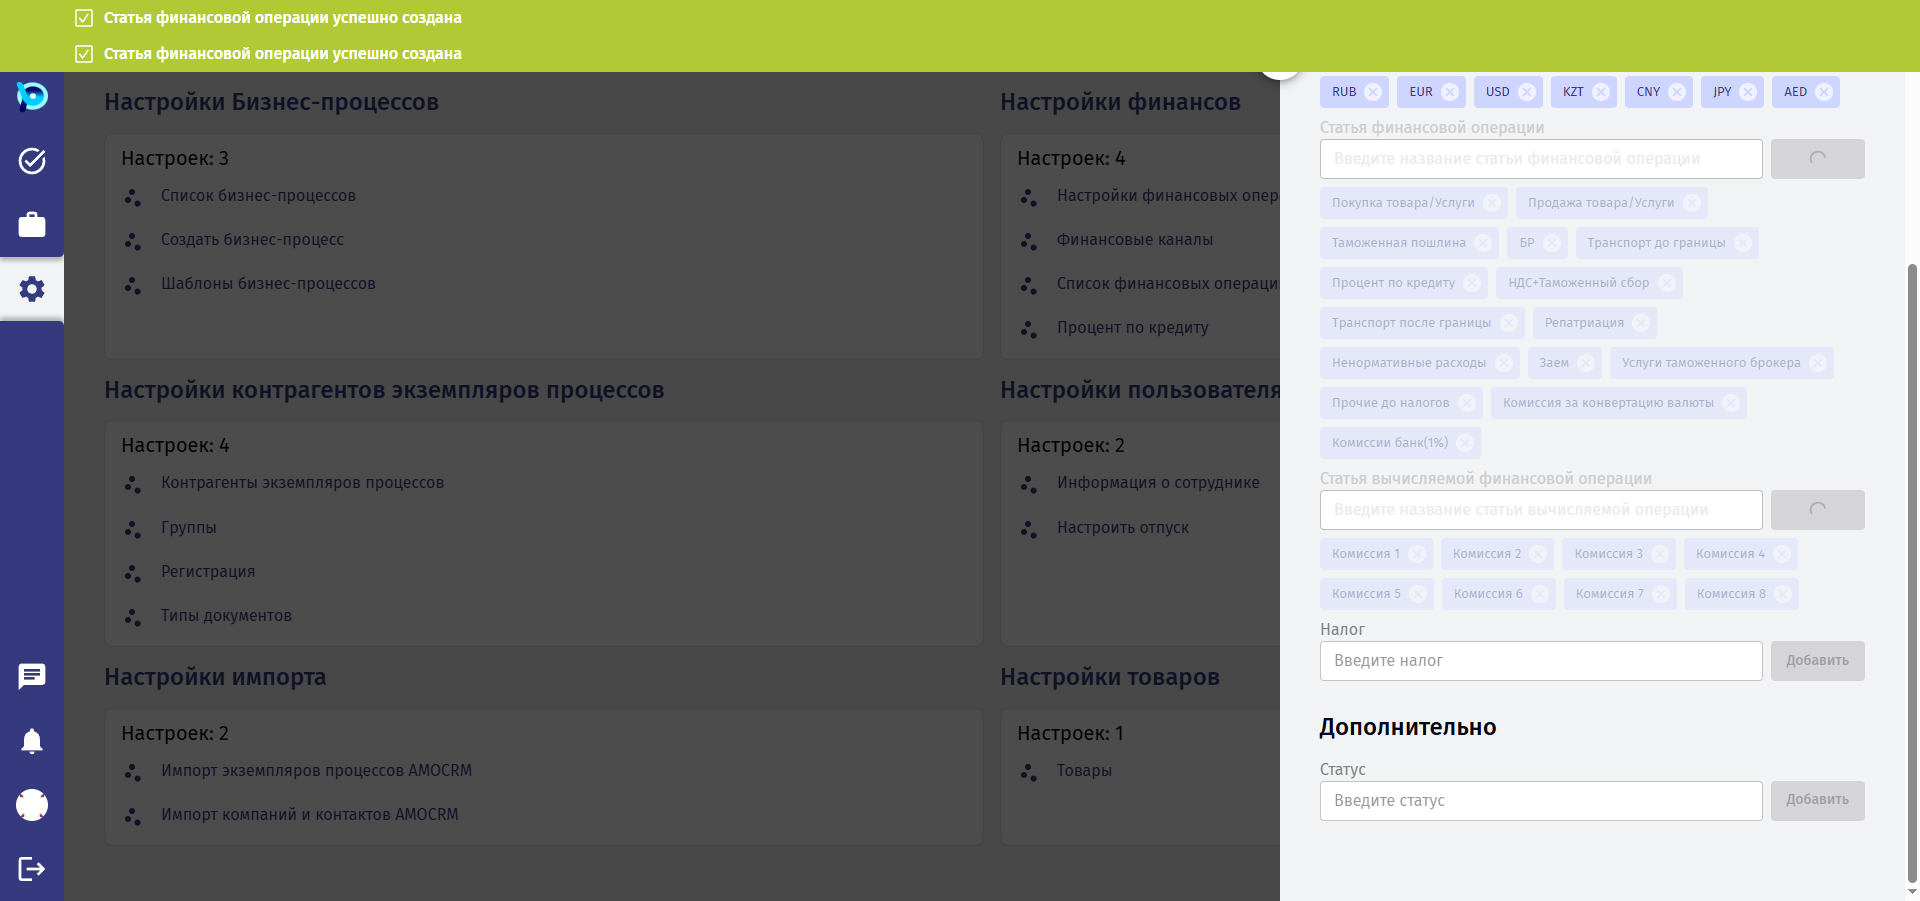 Статья финансовой операции успешно создана
Статья финансовой операции успешно создана
Настройки Бизнес-процессов
Настроек: 3
Список бизнес-процессов
Создать бизнес-процесс
Шаблоны бизнес-процессов
Настройки финансов
Настроек: 4
Настройки финансовых опер
Финансовые каналы
Список финансовых операци
Процент по кредиту
Настройки контрагентов экземпляров процессов
Настроек: 4
Контрагенты экземпляров процессов
Группы
Регистрация
Типы документов
Настройки пользователя
Настроек: 2
Информация о сотруднике
Настроить отпуск
Настройки импорта
Настроек: 2
Импорт экземпляров процессов AMOCRM
Импорт компаний и контактов AMOCRM
Настройки товаров
Настроек: 1
Товары
RUB EUR USD KZT CNY JPY AED
Статья финансовой операции
Введите название статьи финансовой операции
Покупка товара/Услуги Продажа товара/Услуги
Таможенная пошлина БР Транспорт до границы
Процент по кредиту НДС+Таможенный сбор
Транспорт после границы Репатриация
Ненормативные расходы Заем Услуги таможенного брокера
Прочие до налогов Комиссия за конвертацию валюты
Комиссии банк(1%)
Статья вычисляемой финансовой операции
Введите название статьи вычисляемой операции
Комиссия 1 Комиссия 2 Комиссия 3 Комиссия 4
Комиссия 5 Комиссия 6 Комиссия 7 Комиссия 8
Налог
Введите налог Добавить
Дополнительно
Статус
Введите статус Добавить